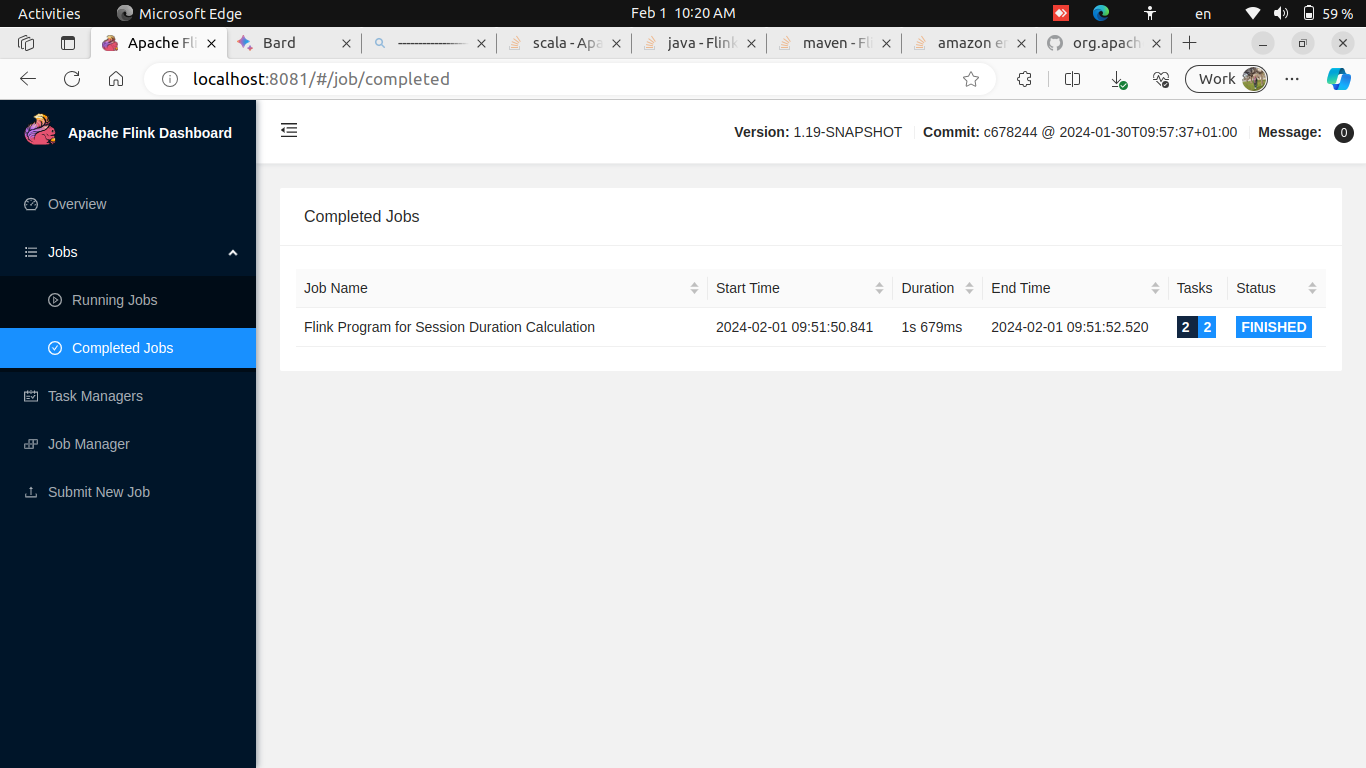 Activities Microsoft Edge Feb 1 10:20 AM en 59 %
Apache Fli Bard scala - Apa java - Flink maven - Fli amazon en org.apach
localhost:8081/#/job/completed Work
Apache Flink Dashboard Version: 1.19-SNAPSHOT Commit: c678244 @ 2024-01-30T09:57:37+01:00 Message: 0
Overview
Jobs
Running Jobs
Completed Jobs
Task Managers
Job Manager
Submit New Job
Completed Jobs
Job Name Start Time Duration End Time Tasks Status
Flink Program for Session Duration Calculation 2024-02-01 09:51:50.841 1s 679ms 2024-02-01 09:51:52.520 2 2 FINISHED